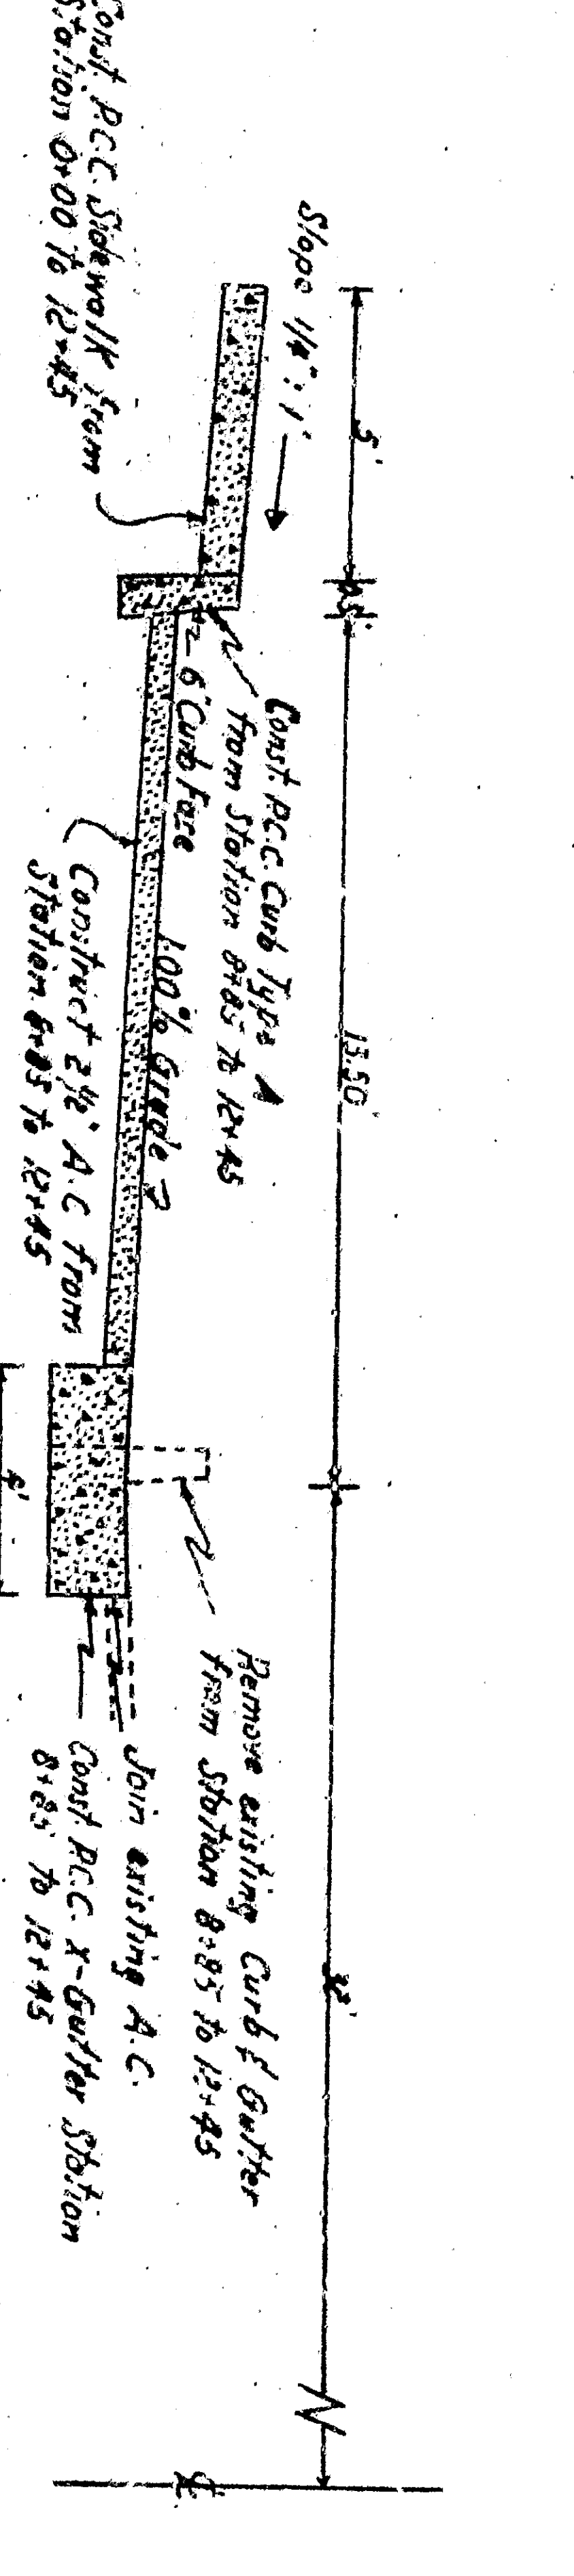 5'
0.5'
13.50'
Slope 1/4" : 1'
Const. P.C.C. Curb Type A
from Station 8+85 to 12+45
6" Curb Face
1.00% Grade
Const. P.C.C. Sidewalk from
Station 0+00 to 12+45
Construct 2 1/2" A.C. from
Station 8+85 to 12+45
4'
Remove existing Curb & Gutter
from Station 8+85 to 12+45
Join existing A.C.
Const. P.C.C. X-Gutter Station
8+85 to 12+45